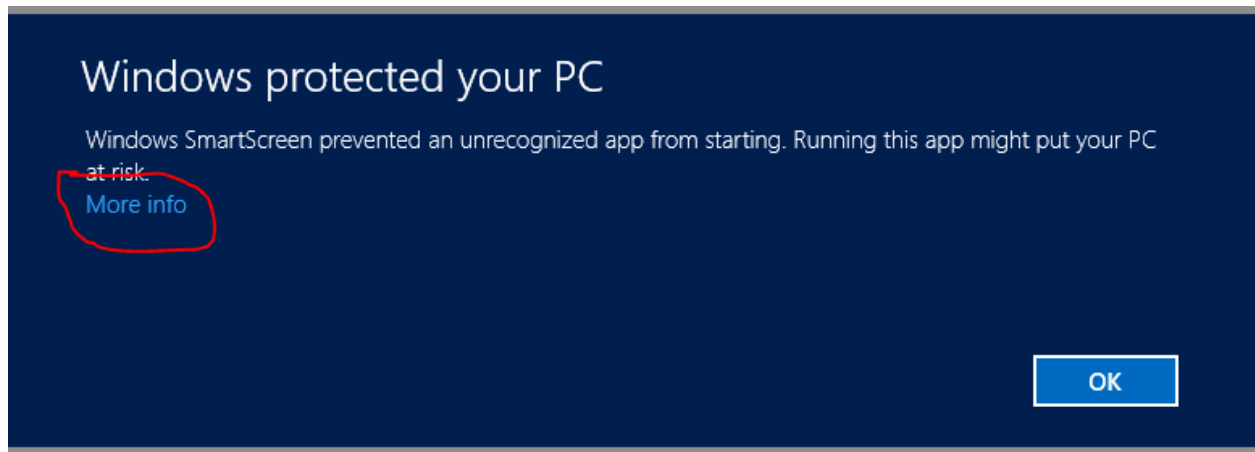 Windows protected your PC
Windows SmartScreen prevented an unrecognized app from starting. Running this app might put your PC
at risk.
More info
OK